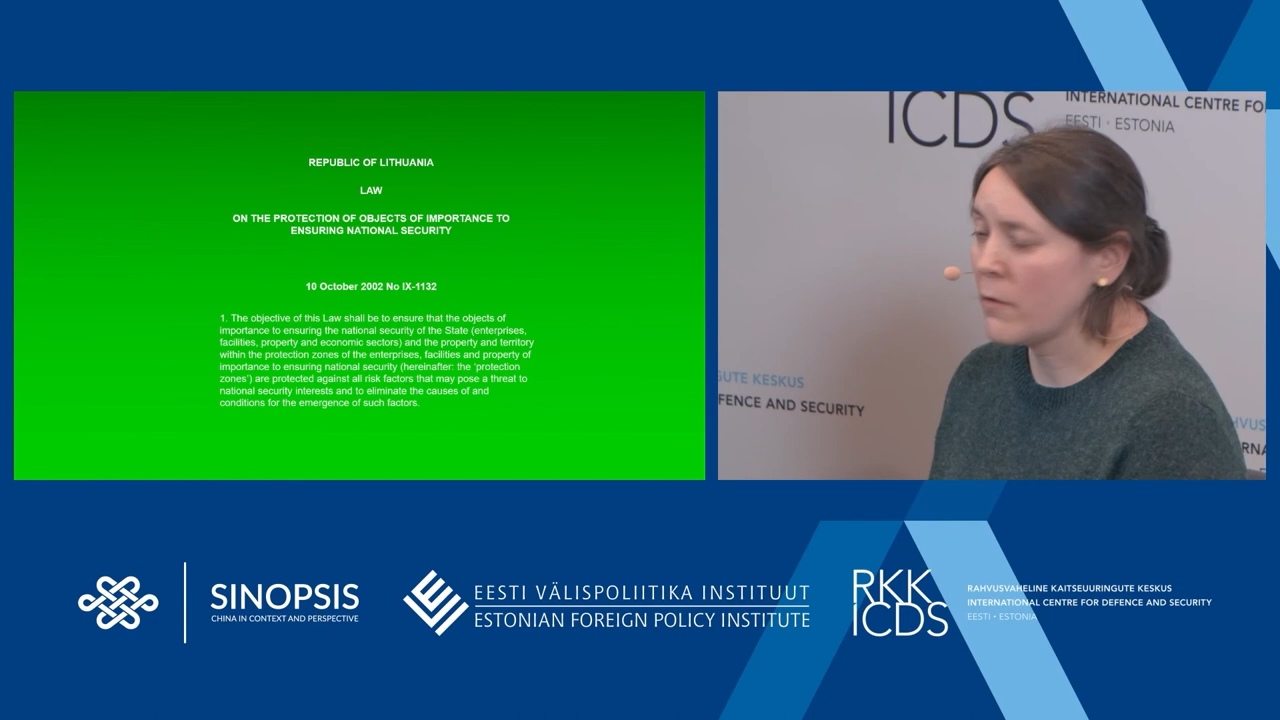 REPUBLIC OF LITHUANIA
LAW
ON THE PROTECTION OF OBJECTS OF IMPORTANCE TO
ENSURING NATIONAL SECURITY
10 October 2002 No IX-1132
1. The objective of this Law shall be to ensure that the objects of
importance to ensuring the national security of the State (enterprises,
facilities, property and economic sectors) and the property and territory
within the protection zones of the enterprises, facilities and property of
importance to ensuring national security (hereinafter: the 'protection
zones') are protected against all risk factors that may pose a threat to
national security interests and to eliminate the causes of and
conditions for the emergence of such factors.
ICDS
INTERNATIONAL CENTRE FO
EESTI · ESTONIA
GUTE KESKUS
FENCE AND SECURITY
HVUS
RNA
SINOPSIS
CHINA IN CONTEXT AND PERSPECTIVE
EESTI VÄLISPOLIITIKA INSTITUUT
ESTONIAN FOREIGN POLICY INSTITUTE
RKK
ICDS
RAHVUSVAHELINE KAITSEUURINGUTE KESKUS
INTERNATIONAL CENTRE FOR DEFENCE AND SECURITY
EESTI · ESTONIA